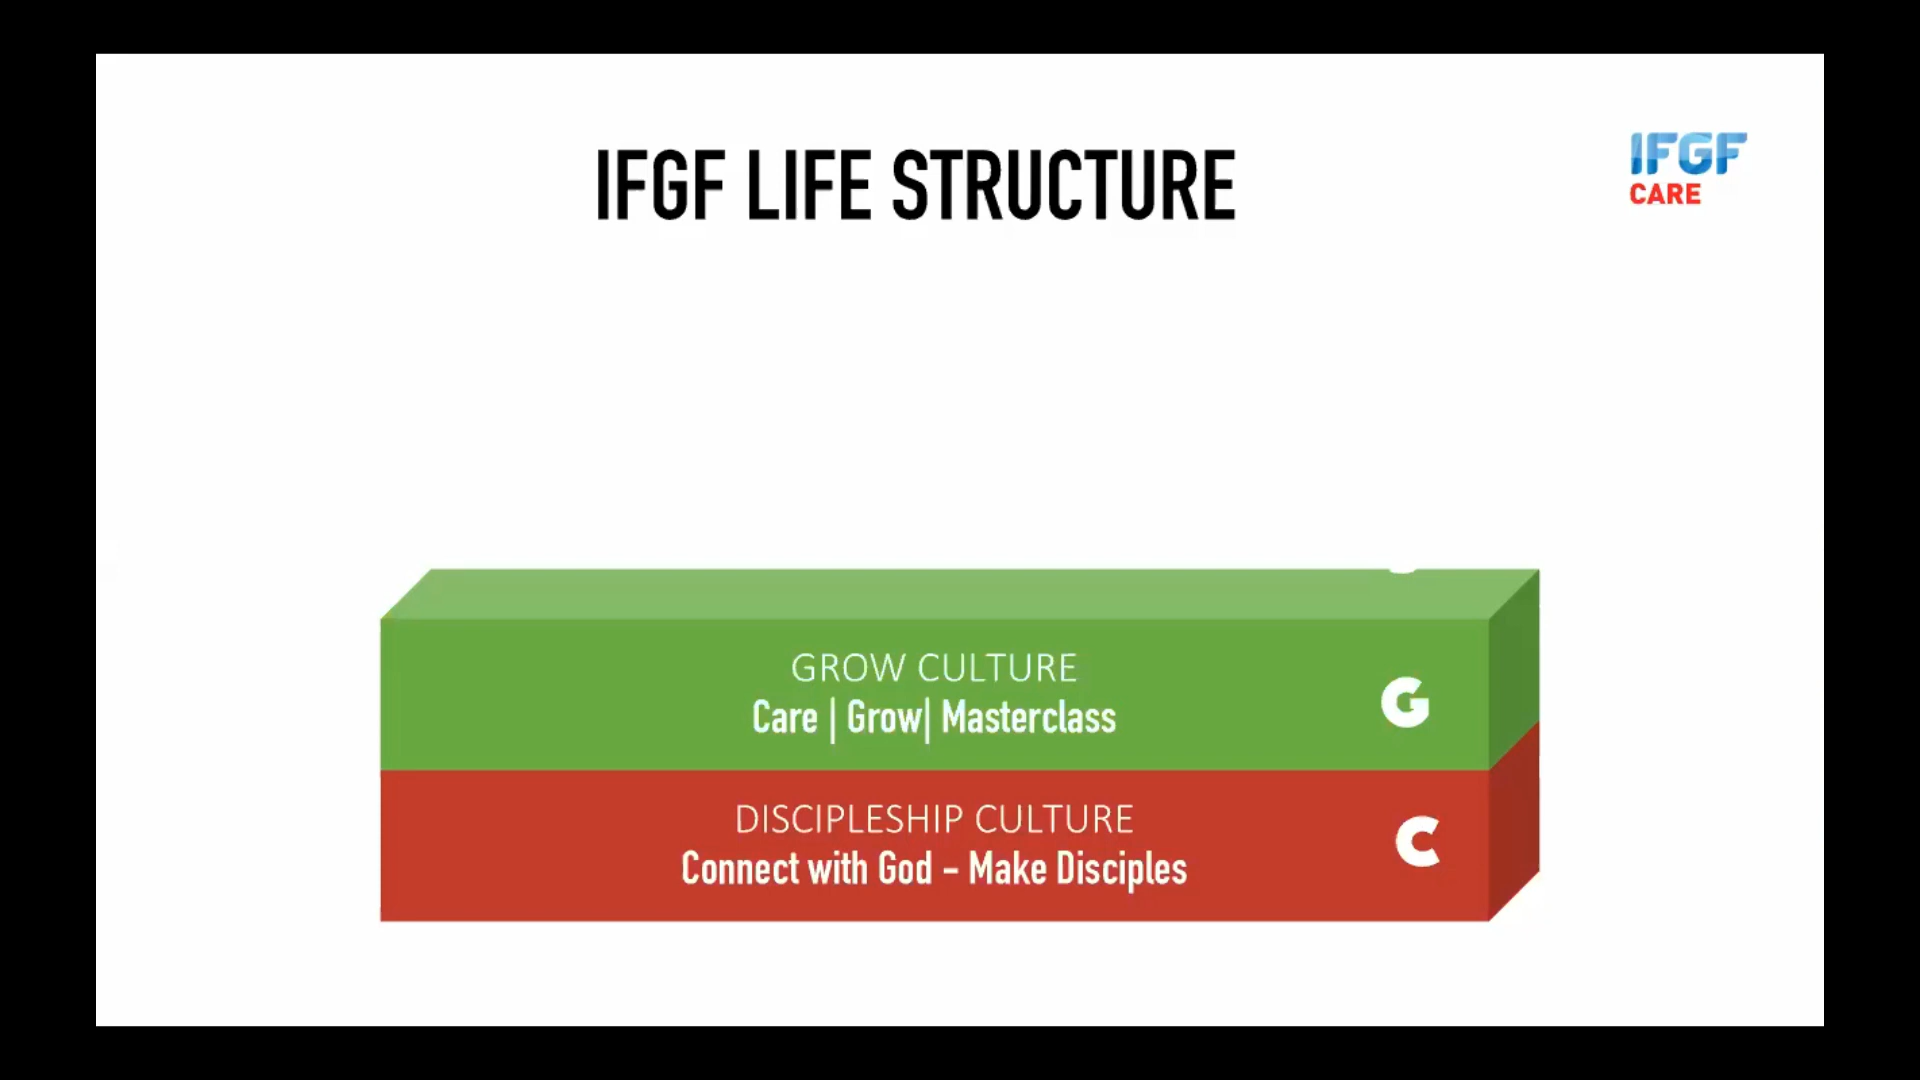 IFGF LIFE STRUCTURE
IFGF
CARE
GROW CULTURE
Care | Grow| Masterclass
G
DISCIPLESHIP CULTURE
Connect with God - Make Disciples
C